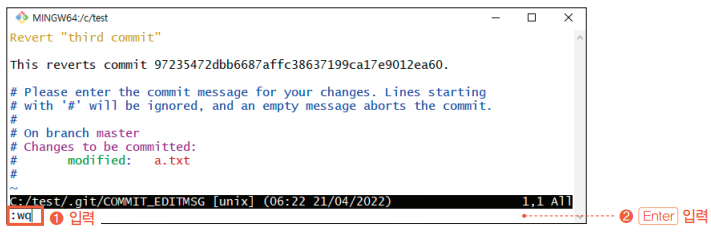 MINGW64:/c/test
Revert "third commit"
This reverts commit 97235472dbb6687affc38637199ca17e9012ea60.
# Please enter the commit message for your changes. Lines starting
# with '#' will be ignored, and an empty message aborts the commit.
#
# On branch master
# Changes to be committed:
#       modified:   a.txt
#
~
C:/test/.git/COMMIT_EDITMSG [unix] (06:22 21/04/2022) 1,1 All
:wq ❶ 입력 ❷ Enter 입력